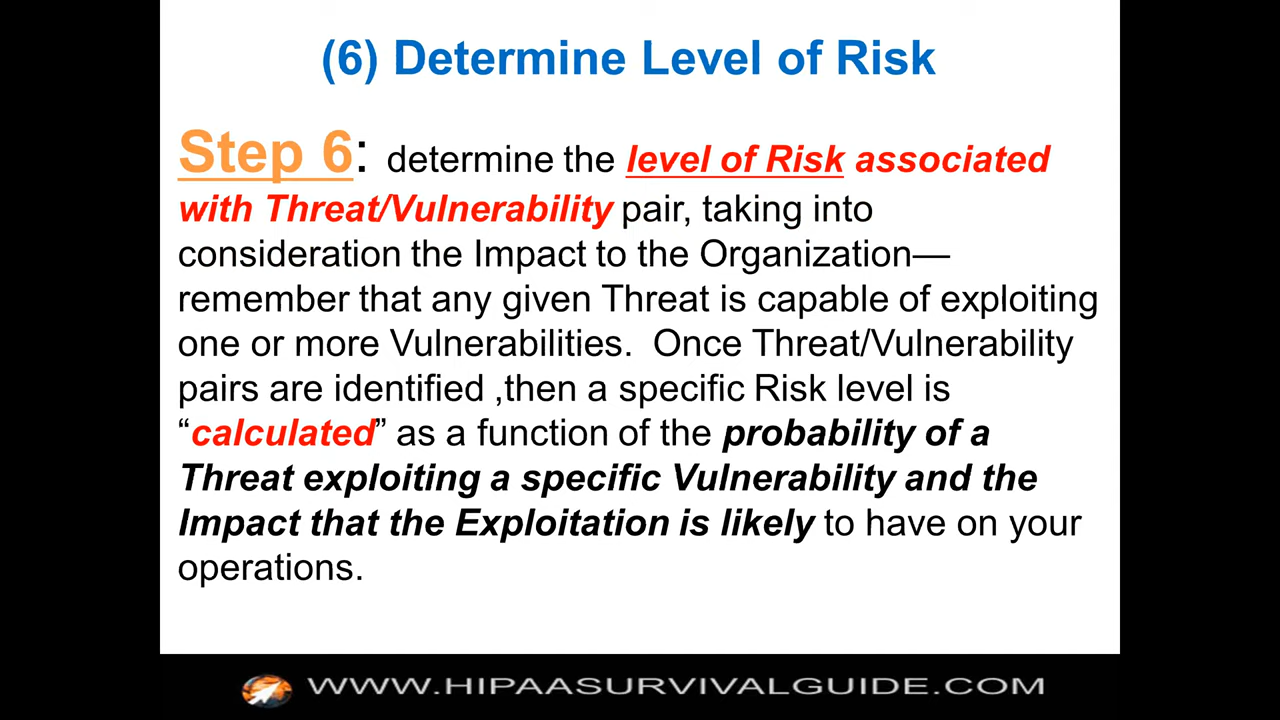 (6) Determine Level of Risk
Step 6: determine the level of Risk associated
with Threat/Vulnerability pair, taking into
consideration the Impact to the Organization—
remember that any given Threat is capable of exploiting
one or more Vulnerabilities.  Once Threat/Vulnerability
pairs are identified ,then a specific Risk level is
“calculated” as a function of the probability of a
Threat exploiting a specific Vulnerability and the
Impact that the Exploitation is likely to have on your
operations.
WWW.HIPAASURVIVALGUIDE.COM